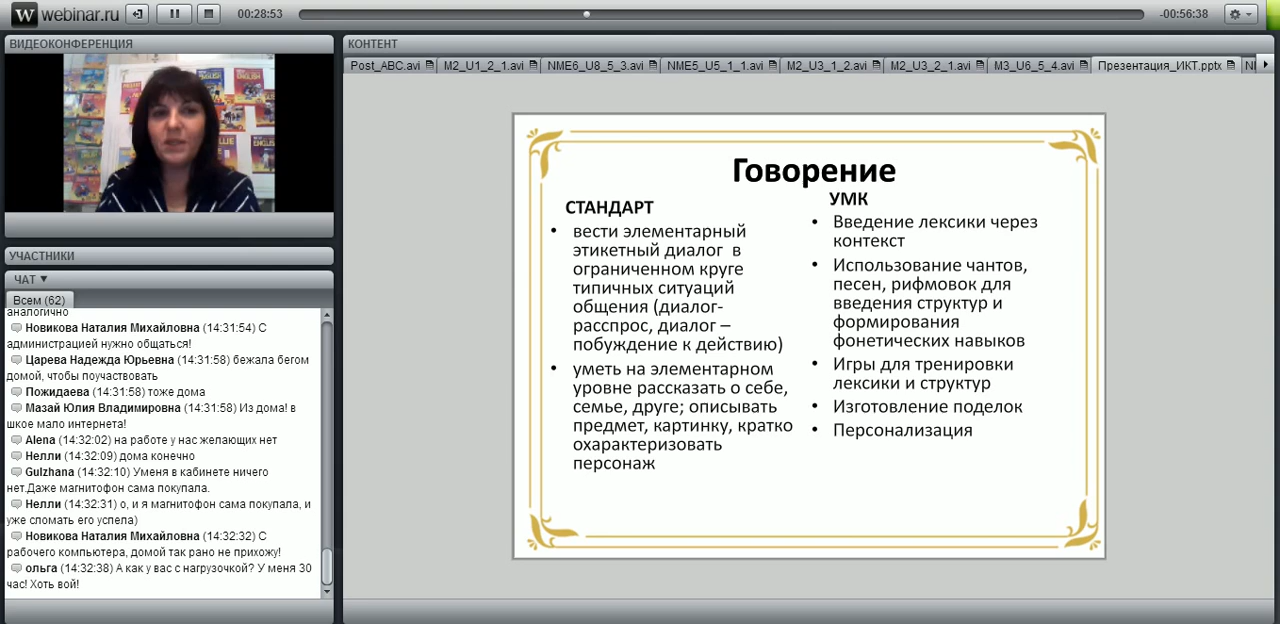 webinar.ru
00:28:53
-00:56:38
ВИДЕОКОНФЕРЕНЦИЯ
УЧАСТНИКИ
ЧАТ ▼
Всем (62)
аналогично
Новикова Наталия Михайловна (14:31:54) С
администрацией нужно общаться!
Царева Надежда Юрьевна (14:31:58) бежала бегом
домой, чтобы поучаствовать
Пожидаева (14:31:58) тоже дома
Мазай Юлия Владимировна (14:31:58) Из дома! в
шкое мало интернета!
Alena (14:32:02) на работе у нас желающих нет
Нелли (14:32:09) дома конечно
Gulzhana (14:32:10) Уменя в кабинете ничего
нет.Даже магнитофон сама покупала.
Нелли (14:32:31) о, и я магнитофон сама покупала, и
уже сломать его успела)
Новикова Наталия Михайловна (14:32:32) С
рабочего компьютера, домой так рано не прихожу!
ольга (14:32:38) А как у вас с нагрузочкой? У меня 30
час! Хоть вой!
КОНТЕНТ
Post_ABC.avi M2_U1_2_1.avi NME6_U8_5_3.avi NME5_U5_1_1.avi M2_U3_1_2.avi M2_U3_2_1.avi M3_U6_5_4.avi Презентация_ИКТ.pptx
Говорение
СТАНДАРТ
• вести элементарный
этикетный диалог в
ограниченном круге
типичных ситуаций
общения (диалог-
расспрос, диалог –
побуждение к действию)
• уметь на элементарном
уровне рассказать о себе,
семье, друге; описывать
предмет, картинку, кратко
охарактеризовать
персонаж
УМК
• Введение лексики через
контекст
• Использование чантов,
песен, рифмовок для
введения структур и
формирования
фонетических навыков
• Игры для тренировки
лексики и структур
• Изготовление поделок
• Персонализация